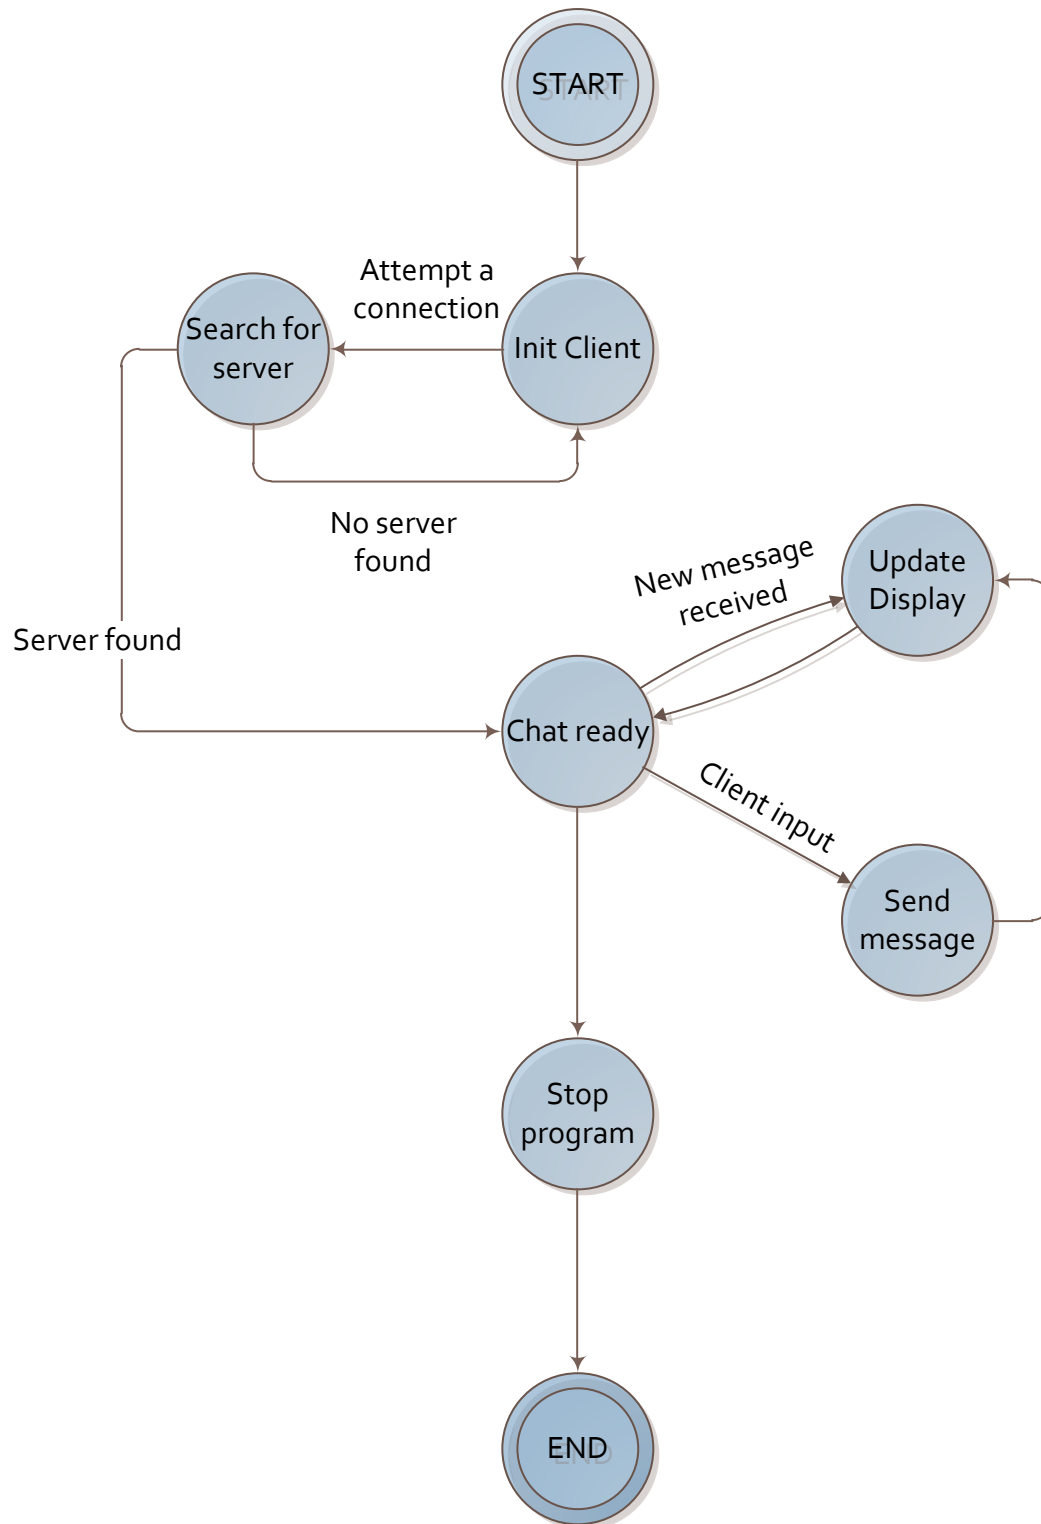 START
Attempt a
connection
Search for
server
Init Client
No server
found
New message
received
Update
Display
Server found
Chat ready
Client input
Send
message
Stop
program
END